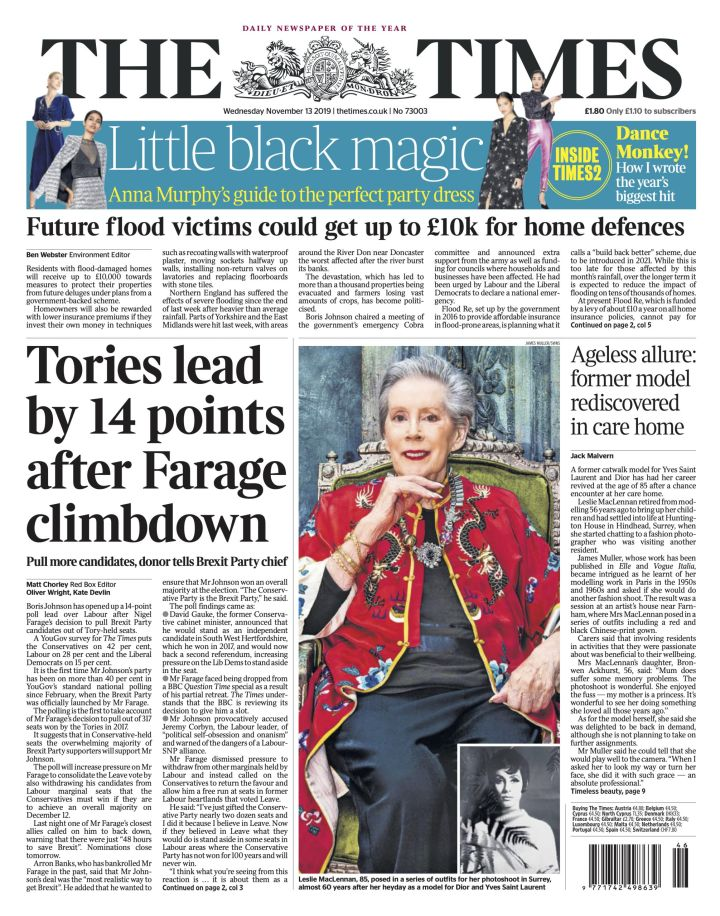 DAILY NEWSPAPER OF THE YEAR
THE TIMES
DIEU ET MON DROIT
Wednesday November 13 2019 | thetimes.co.uk | No 73003
£1.80 Only £1.10 to subscribers
Little black magic
Anna Murphy's guide to the perfect party dress
INSIDE
TIMES2
Dance
Monkey!
How I wrote
the year's
biggest hit
Future flood victims could get up to £10k for home defences
Ben Webster Environment Editor
Residents with flood-damaged homes
will receive up to £10,000 towards
measures to protect their properties
from future deluges under plans from a
government-backed scheme.
Homeowners will also be rewarded
with lower insurance premiums if they
invest their own money in techniques
such as recoating walls with waterproof
plaster, moving sockets halfway up
walls, installing non-return valves on
lavatories and replacing floorboards
with stone tiles.
Northern England has suffered the
effects of severe flooding since the end
of last week after heavier than average
rainfall. Parts of Yorkshire and the East
Midlands were hit last week, with areas
around the River Don near Doncaster
the worst affected after the river burst
its banks.
The devastation, which has led to
more than a thousand properties being
evacuated and farmers losing vast
amounts of crops, has become politi-
cised.
Boris Johnson chaired a meeting of
the government's emergency Cobra
committee and announced extra
support from the army as well as fund-
ing for councils where households and
businesses have been affected. He had
been urged by Labour and the Liberal
Democrats to declare a national emer-
gency.
Flood Re, set up by the government
in 2016 to provide affordable insurance
in flood-prone areas, is planning what it
calls a "build back better" scheme, due
to be introduced in 2021. While this is
too late for those affected by this
month's rainfall, over the longer term it
is expected to reduce the impact of
flooding on tens of thousands of homes.
At present Flood Re, which is funded
by a levy of about £10 a year on all home
insurance policies, cannot pay for
Continued on page 2, col 5
Tories lead
by 14 points
after Farage
climbdown
Pull more candidates, donor tells Brexit Party chief
Matt Chorley Red Box Editor
Oliver Wright, Kate Devlin
Boris Johnson has opened up a 14-point
poll lead over Labour after Nigel
Farage's decision to pull Brexit Party
candidates out of Tory-held seats.
A YouGov survey for The Times puts
the Conservatives on 42 per cent,
Labour on 28 per cent and the Liberal
Democrats on 15 per cent.
It is the first time Mr Johnson's party
has been on more than 40 per cent in
YouGov's standard national polling
since February, when the Brexit Party
was officially launched by Mr Farage.
The polling is the first to take account
of Mr Farage's decision to pull out of 317
seats won by the Tories in 2017.
It suggests that in Conservative-held
seats the overwhelming majority of
Brexit Party supporters will support Mr
Johnson.
The poll will increase pressure on Mr
Farage to consolidate the Leave vote by
also withdrawing his candidates from
Labour marginal seats that the
Conservatives must win if they are
to achieve an overall majority on
December 12.
Last night one of Mr Farage's closest
allies called on him to back down,
warning that there were just "48 hours
to save Brexit". Nominations close
tomorrow.
Arron Banks, who has bankrolled Mr
Farage in the past, said that Mr John-
son's deal was the "most realistic way to
get Brexit". He added that he wanted to
ensure that Mr Johnson won an overall
majority at the election. "The Conserv-
ative Party is the Brexit Party," he said.
The poll findings came as:
● David Gauke, the former Conserva-
tive cabinet minister, announced that
he would stand as an independent
candidate in South West Hertfordshire,
which he won in 2017, and would now
back a second referendum, increasing
pressure on the Lib Dems to stand aside
in the seat.
● Mr Farage faced being dropped from
a BBC Question Time special as a result
of his partial retreat. The Times under-
stands that the BBC is reviewing its
decision to give him a slot.
● Mr Johnson provocatively accused
Jeremy Corbyn, the Labour leader, of
"political self-obsession and onanism"
and warned of the dangers of a Labour-
SNP alliance.
Mr Farage dismissed pressure to
withdraw from other marginals held by
Labour and instead called on the
Conservatives to return the favour and
allow him a free run at seats in former
Labour heartlands that voted Leave.
He said: "I've just gifted the Conserv-
ative Party nearly two dozen seats and
I did it because I believe in Leave. Now
if they believed in Leave what they
would do is stand aside in some seats in
Labour areas where the Conservative
Party has not won for 100 years and will
never win.
"I think what you're seeing from this
reaction is ... it is about them as a
Continued on page 2, col 3
JAMES MULLER/SWNS
Leslie MacLennan, 85, posed in a series of outfits for her photoshoot in Surrey,
almost 60 years after her heyday as a model for Dior and Yves Saint Laurent
Ageless allure:
former model
rediscovered
in care home
Jack Malvern
A former catwalk model for Yves Saint
Laurent and Dior has had her career
revived at the age of 85 after a chance
encounter at her care home.
Leslie MacLennan retired from mod-
elling 56 years ago to bring up her child-
ren and had settled into life at Hunting-
ton House in Hindhead, Surrey, when
she started chatting to a fashion photo-
grapher who was visiting another
resident.
James Muller, whose work has been
published in Elle and Vogue Italia,
became intrigued as he learnt of her
modelling work in Paris in the 1950s
and 1960s and asked if she would do
another fashion shoot. The result was a
session at an artist's house near Farn-
ham, where Mrs MacLennan posed in a
series of outfits including a red and
black Chinese-print gown.
Carers said that involving residents
in activities that they were passionate
about was beneficial to their wellbeing.
Mrs MacLennan's daughter, Bron-
wen Ackhurst, 56, said: "Mum does
suffer some memory problems. The
photoshoot is wonderful. She enjoyed
the fuss — my mother is a princess. It's
wonderful to see her doing something
she loved all those years ago."
As for the model herself, she said she
was delighted to be back in demand,
although she is not planning to take on
further assignments.
Mr Muller said he could tell that she
would play well to the camera. "When I
asked her to look my way or turn her
face, she did it with such grace — an
absolute professional."
Timeless beauty, page 9
Buying The Times: Austria €4.80; Belgium €4.50;
46
9 771742 498639